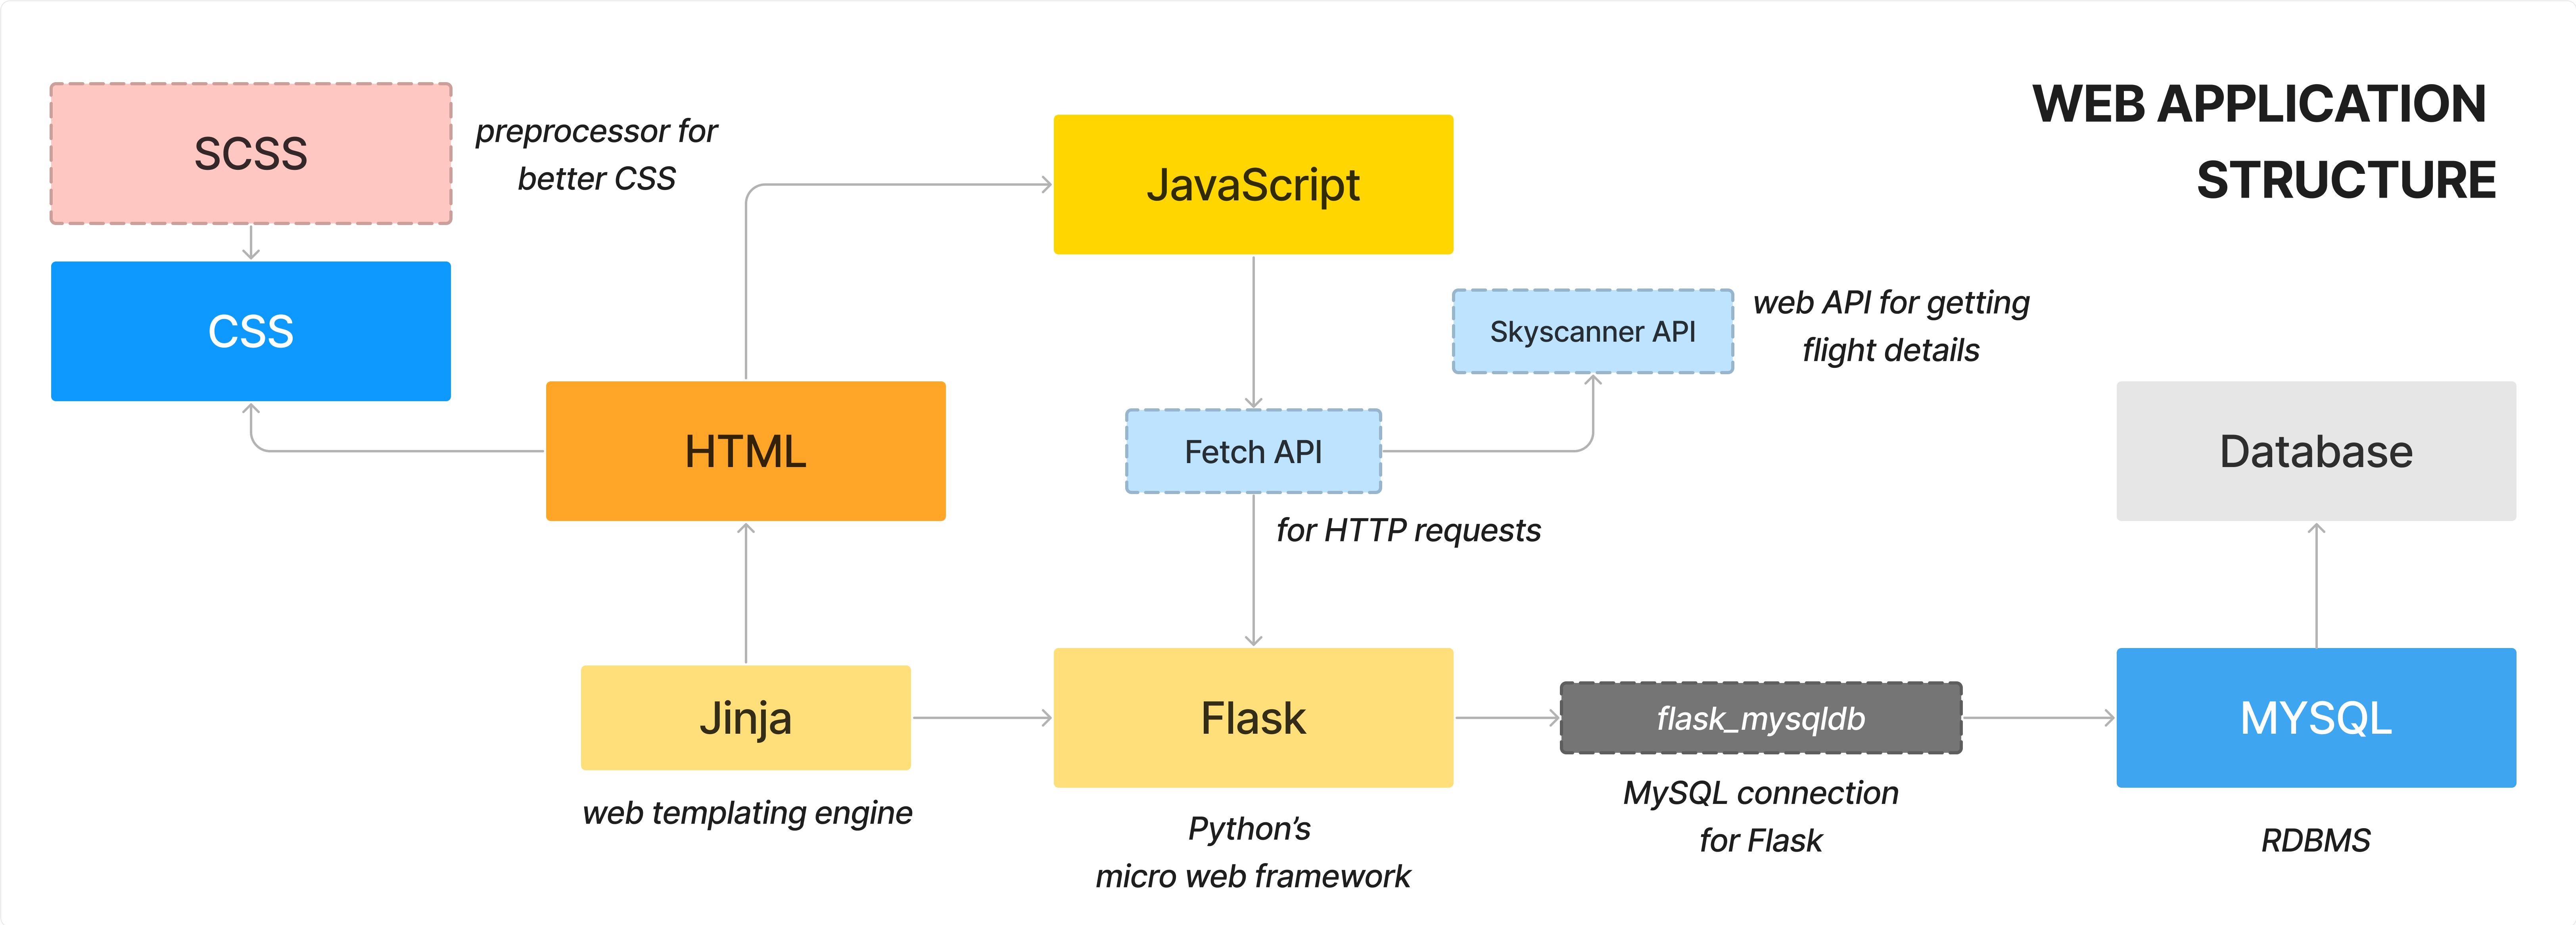 WEB APPLICATION
STRUCTURE
SCSS
preprocessor for
better CSS
CSS
HTML
JavaScript
Skyscanner API
web API for getting
flight details
Fetch API
for HTTP requests
Database
Jinja
web templating engine
Flask
Python’s
micro web framework
flask_mysqldb
MySQL connection
for Flask
MYSQL
RDBMS